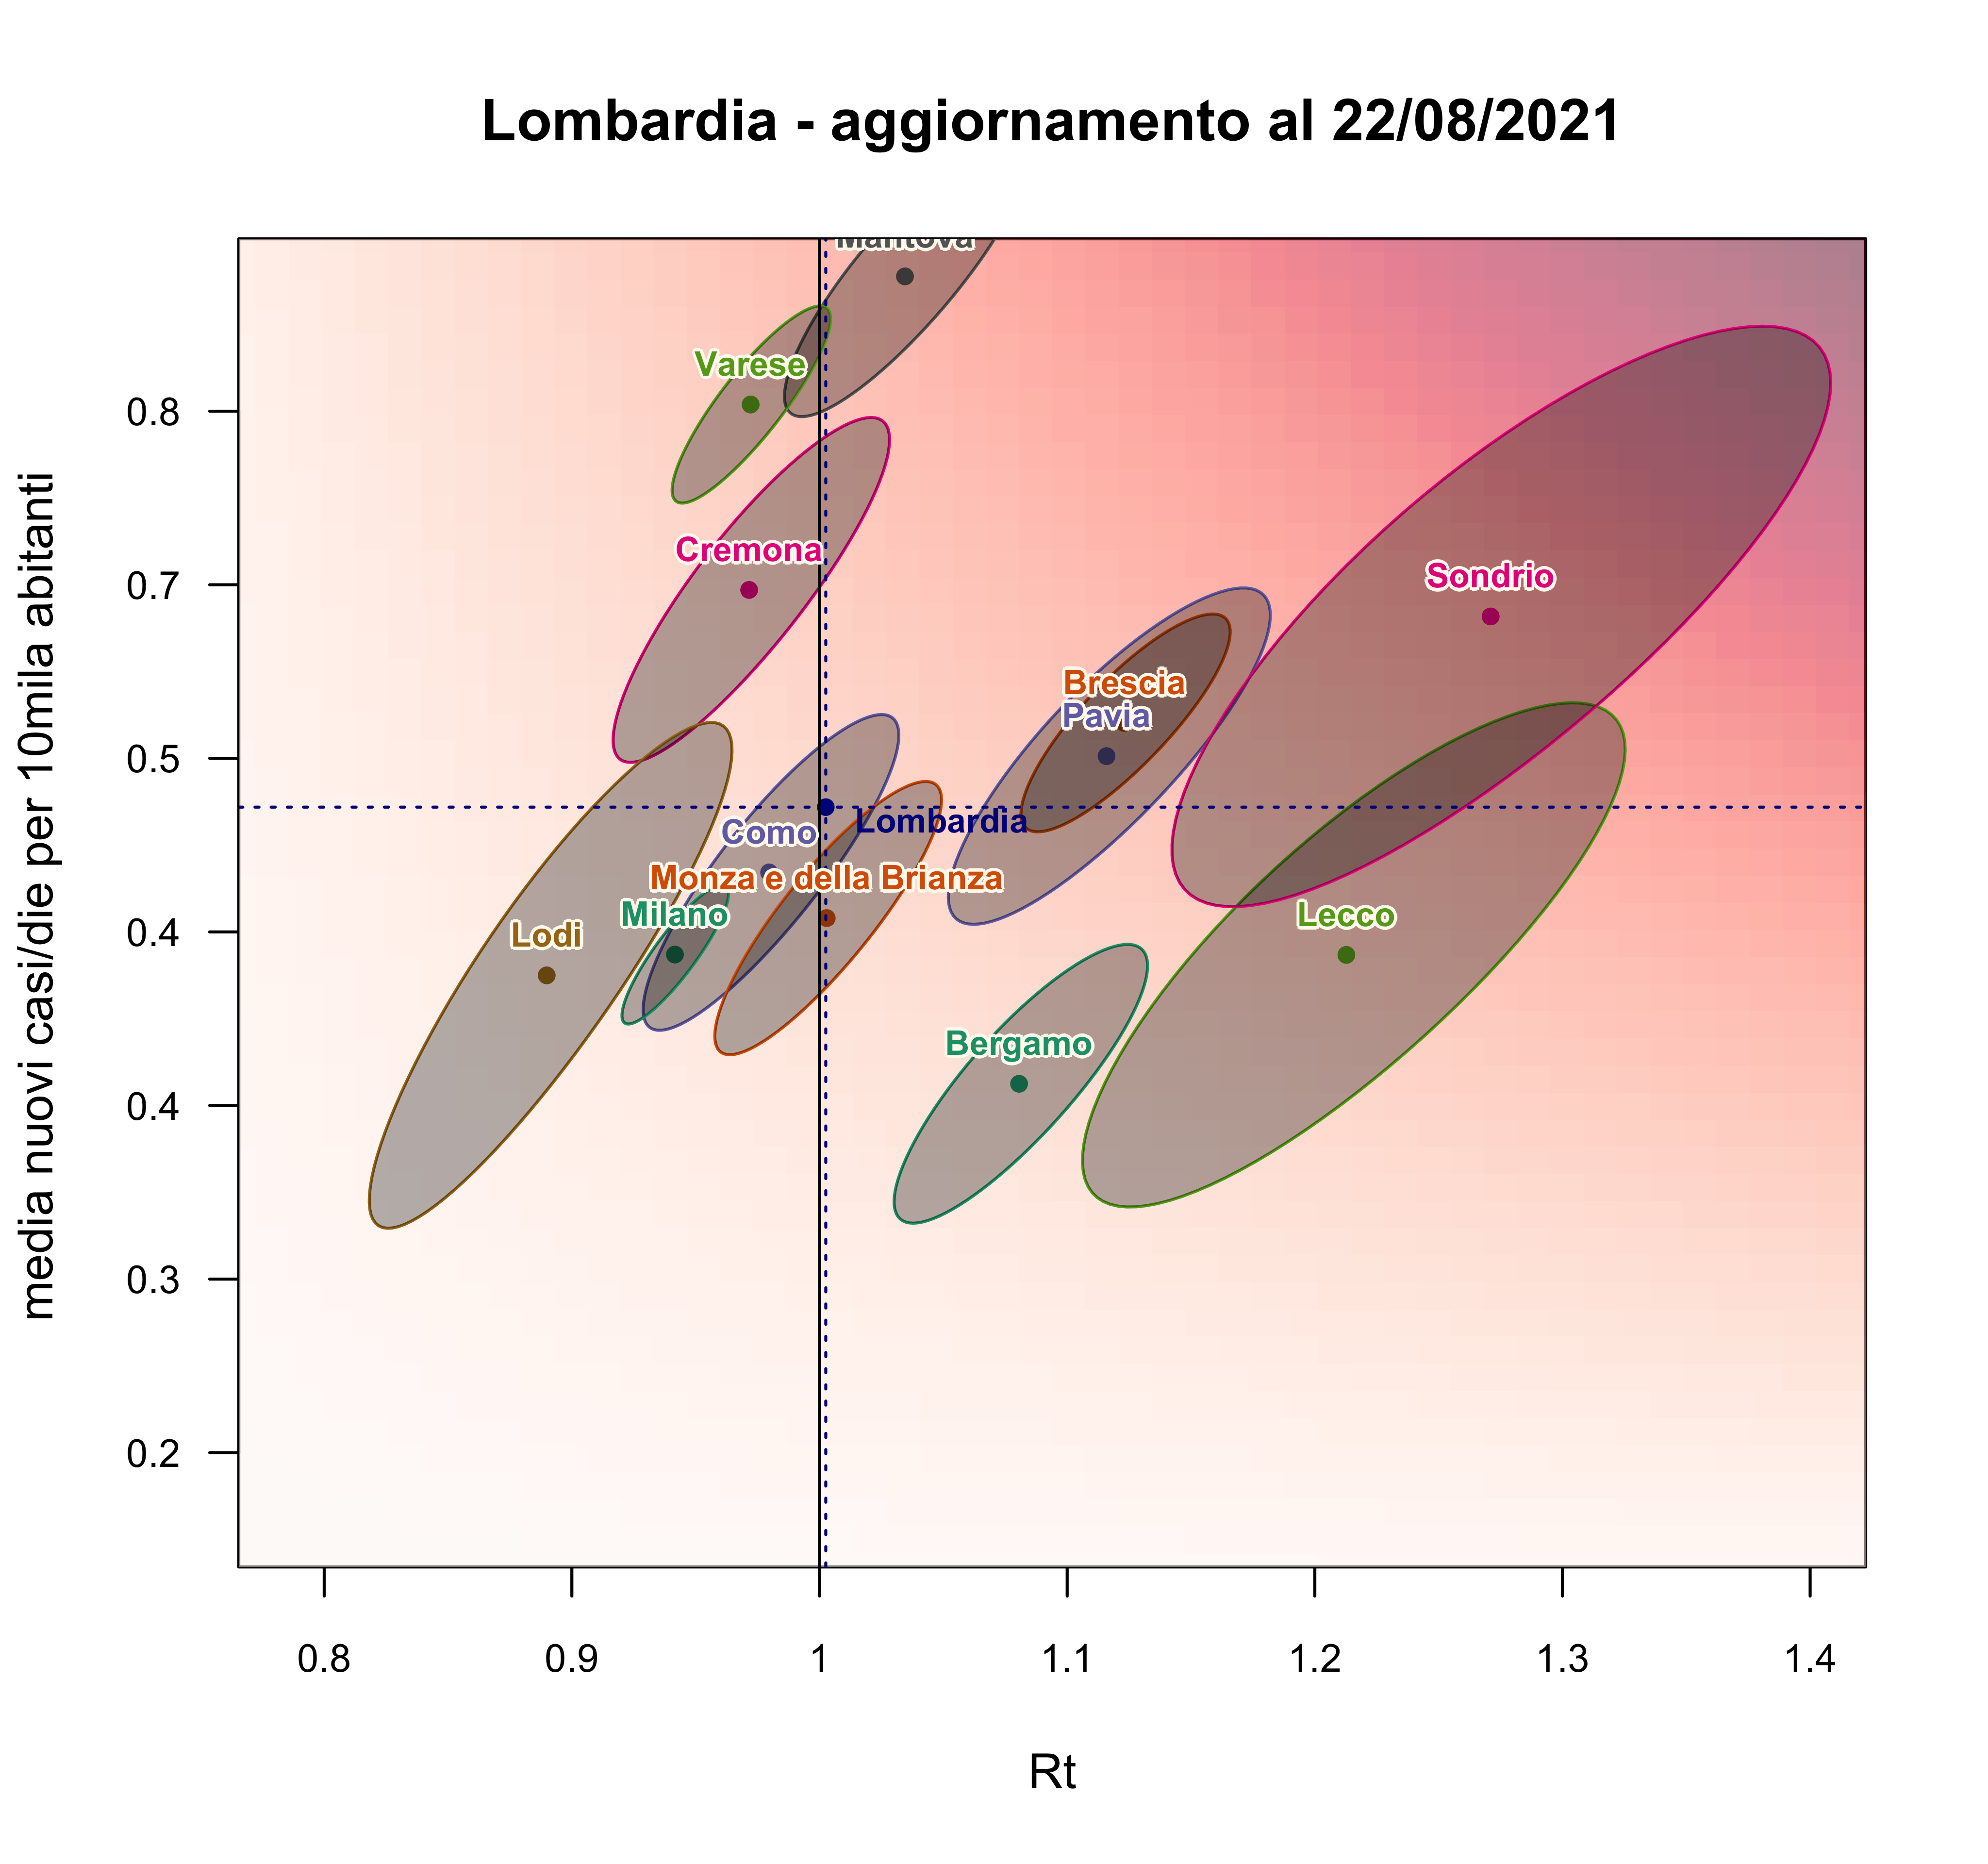 Lombardia - aggiornamento al 22/08/2021
media nuovi casi/die per 10mila abitanti
0.8
0.7
0.5
0.4
0.4
0.3
0.2
Mantova
Varese
Cremona
Sondrio
Brescia
Pavia
Lombardia
Como
Monza e della Brianza
Milano
Lecco
Lodi
Bergamo
0.8 0.9 1 1.1 1.2 1.3 1.4
Rt